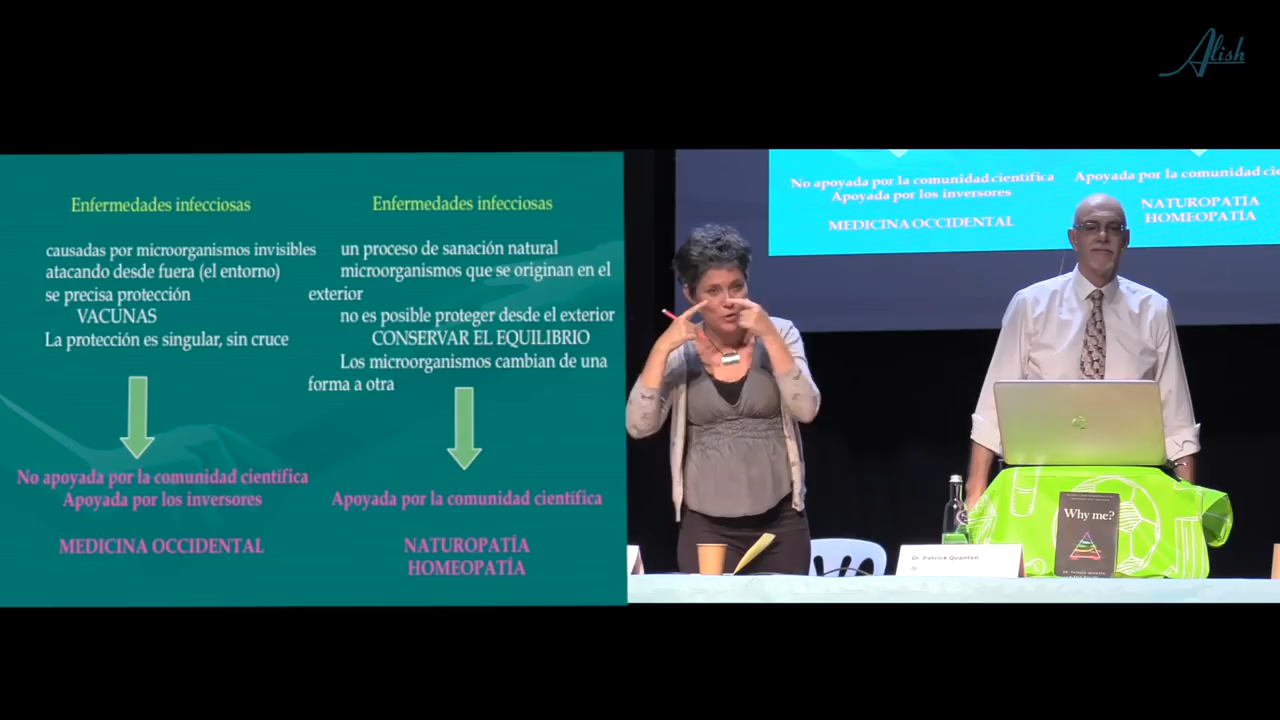 Alish
Enfermedades infecciosas
causadas por microorganismos invisibles
atacando desde fuera (el entorno)
se precisa protección
VACUNAS
La protección es singular, sin cruce
No apoyada por la comunidad científica
Apoyada por los inversores
MEDICINA OCCIDENTAL
Enfermedades infecciosas
un proceso de sanación natural
microorganismos que se originan en el
exterior
no es posible proteger desde el exterior
CONSERVAR EL EQUILIBRIO
Los microorganismos cambian de una
forma a otra
Apoyada por la comunidad científica
NATUROPATÍA
HOMEOPATÍA
No apoyada por la comunidad científica
Apoyada por los inversores
MEDICINA OCCIDENTAL
Apoyada por la comunidad cie
NATUROPATÍA
HOMEOPATÍA
Dr. Patrick Quanten
Why me?